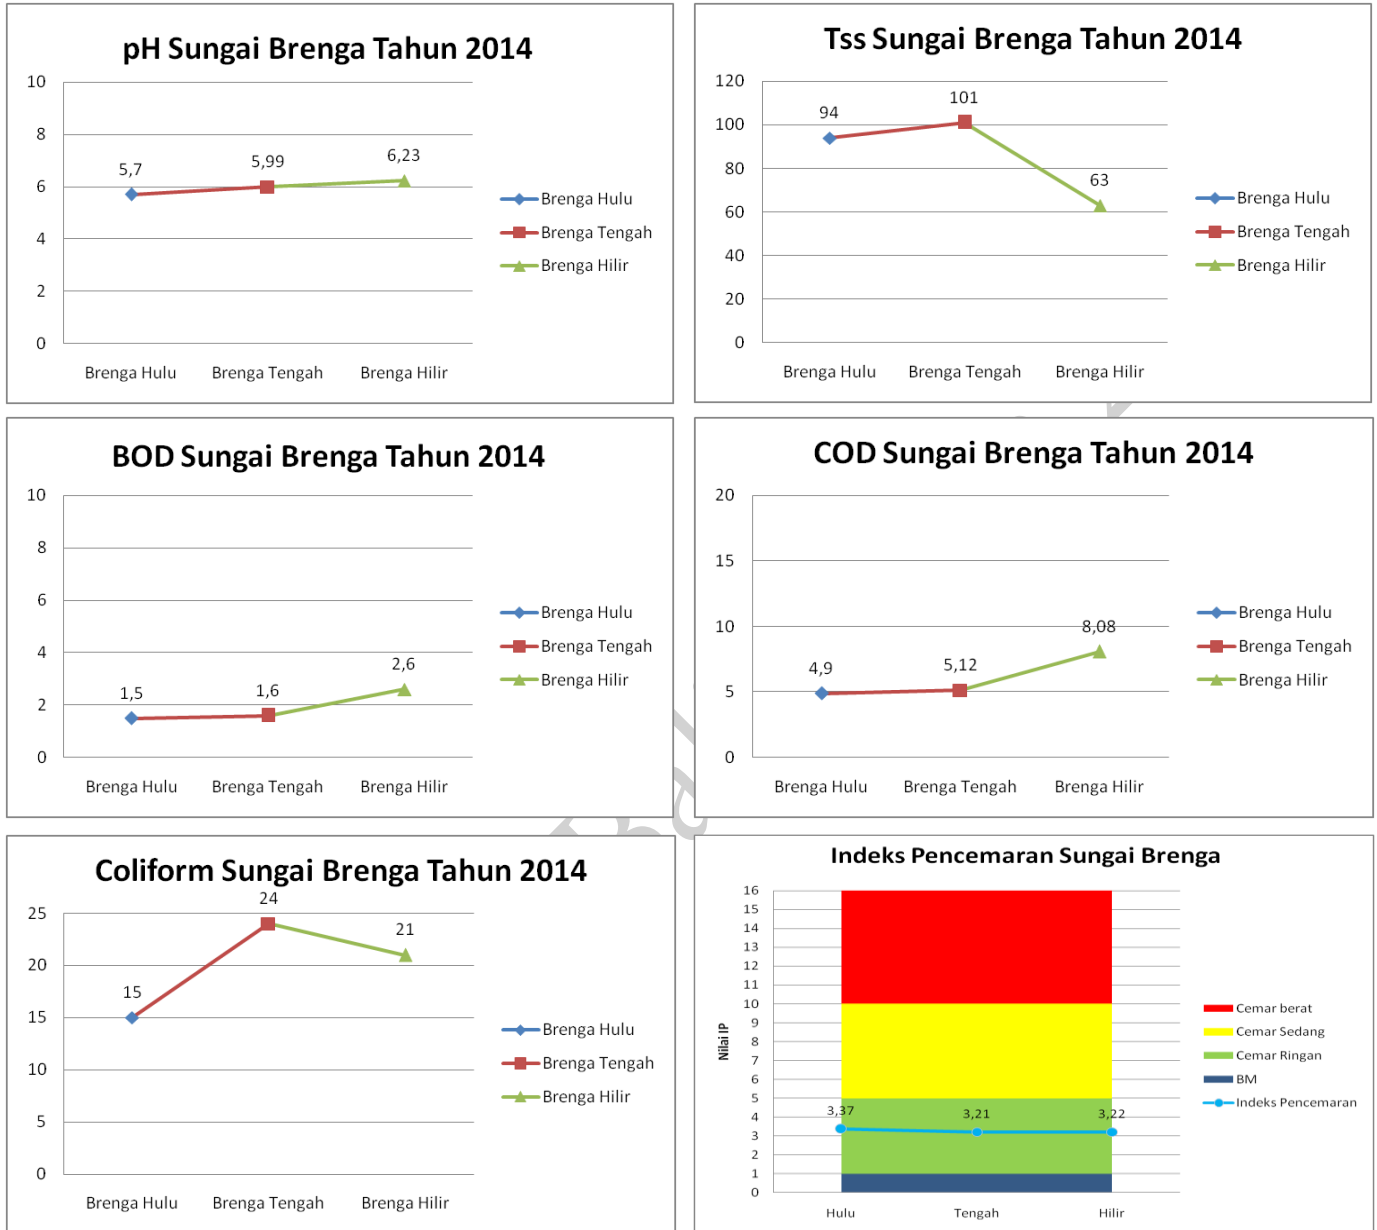 pH Sungai Brenga Tahun 2014
10
8
6
4
2
0
5,7
5,99
6,23
Brenga Hulu
Brenga Tengah
Brenga Hilir
Brenga Hulu
Brenga Tengah
Brenga Hilir
Tss Sungai Brenga Tahun 2014
120
100
80
60
40
20
0
94
101
63
Brenga Hulu
Brenga Tengah
Brenga Hilir
Brenga Hulu
Brenga Tengah
Brenga Hilir
BOD Sungai Brenga Tahun 2014
10
8
6
4
2
0
1,5
1,6
2,6
Brenga Hulu
Brenga Tengah
Brenga Hilir
Brenga Hulu
Brenga Tengah
Brenga Hilir
COD Sungai Brenga Tahun 2014
20
15
10
5
0
4,9
5,12
8,08
Brenga Hulu
Brenga Tengah
Brenga Hilir
Brenga Hulu
Brenga Tengah
Brenga Hilir
Coliform Sungai Brenga Tahun 2014
25
20
15
10
5
0
15
24
21
Brenga Hulu
Brenga Tengah
Brenga Hilir
Brenga Hulu
Brenga Tengah
Brenga Hilir
Indeks Pencemaran Sungai Brenga
Nilai IP
16
15
14
13
12
11
10
9
8
7
6
5
4
3
2
1
0
3,37
3,21
3,22
Hulu
Tengah
Hilir
Cemar berat
Cemar Sedang
Cemar Ringan
BM
Indeks Pencemaran